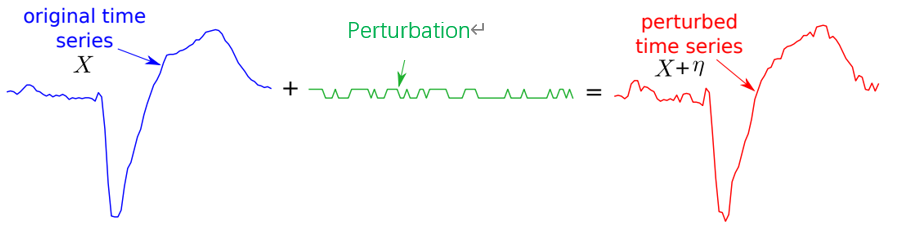 original time
series
X
+
Perturbation↵
=
perturbed
time series
X+η